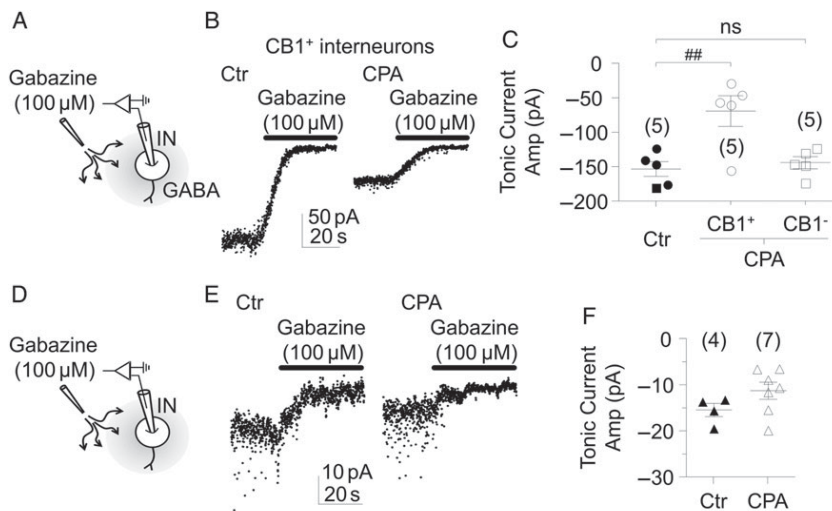 A
Gabazine
(100 µM)
IN
GABA
B
CB1+ interneurons
Ctr
CPA
Gabazine
(100 µM)
Gabazine
(100 µM)
50 pA
20 s
C
ns
##
Tonic Current
Amp (pA)
0
−50
−100
−150
−200
(5)
(5)
(5)
Ctr
CB1+
CB1-
CPA
D
Gabazine
(100 µM)
IN
E
Ctr
CPA
Gabazine
(100 µM)
Gabazine
(100 µM)
10 pA
20 s
F
Tonic Current
Amp (pA)
0
−10
−20
−30
(4)
(7)
Ctr
CPA